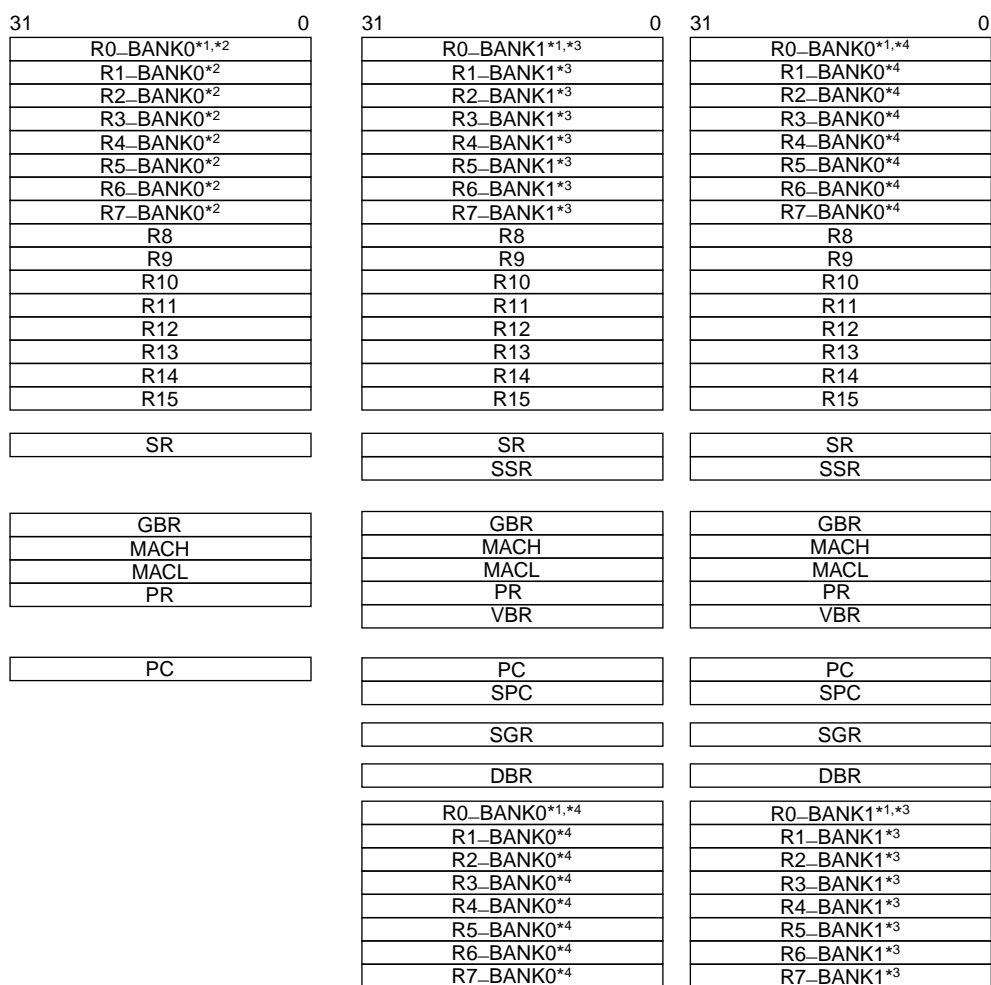 31 0 31 0 31 0
R0_BANK0*1,*2 R0_BANK1*1,*3 R0_BANK0*1,*4
R1_BANK0*2 R1_BANK1*3 R1_BANK0*4
R2_BANK0*2 R2_BANK1*3 R2_BANK0*4
R3_BANK0*2 R3_BANK1*3 R3_BANK0*4
R4_BANK0*2 R4_BANK1*3 R4_BANK0*4
R5_BANK0*2 R5_BANK1*3 R5_BANK0*4
R6_BANK0*2 R6_BANK1*3 R6_BANK0*4
R7_BANK0*2 R7_BANK1*3 R7_BANK0*4
R8 R8 R8
R9 R9 R9
R10 R10 R10
R11 R11 R11
R12 R12 R12
R13 R13 R13
R14 R14 R14
R15 R15 R15
SR SR SR
SSR SSR
GBR GBR GBR
MACH MACH MACH
MACL MACL MACL
PR PR PR
VBR VBR
PC PC PC
SPC SPC
SGR SGR
DBR DBR
R0_BANK0*1,*4 R0_BANK1*1,*3
R1_BANK0*4 R1_BANK1*3
R2_BANK0*4 R2_BANK1*3
R3_BANK0*4 R3_BANK1*3
R4_BANK0*4 R4_BANK1*3
R5_BANK0*4 R5_BANK1*3
R6_BANK0*4 R6_BANK1*3
R7_BANK0*4 R7_BANK1*3